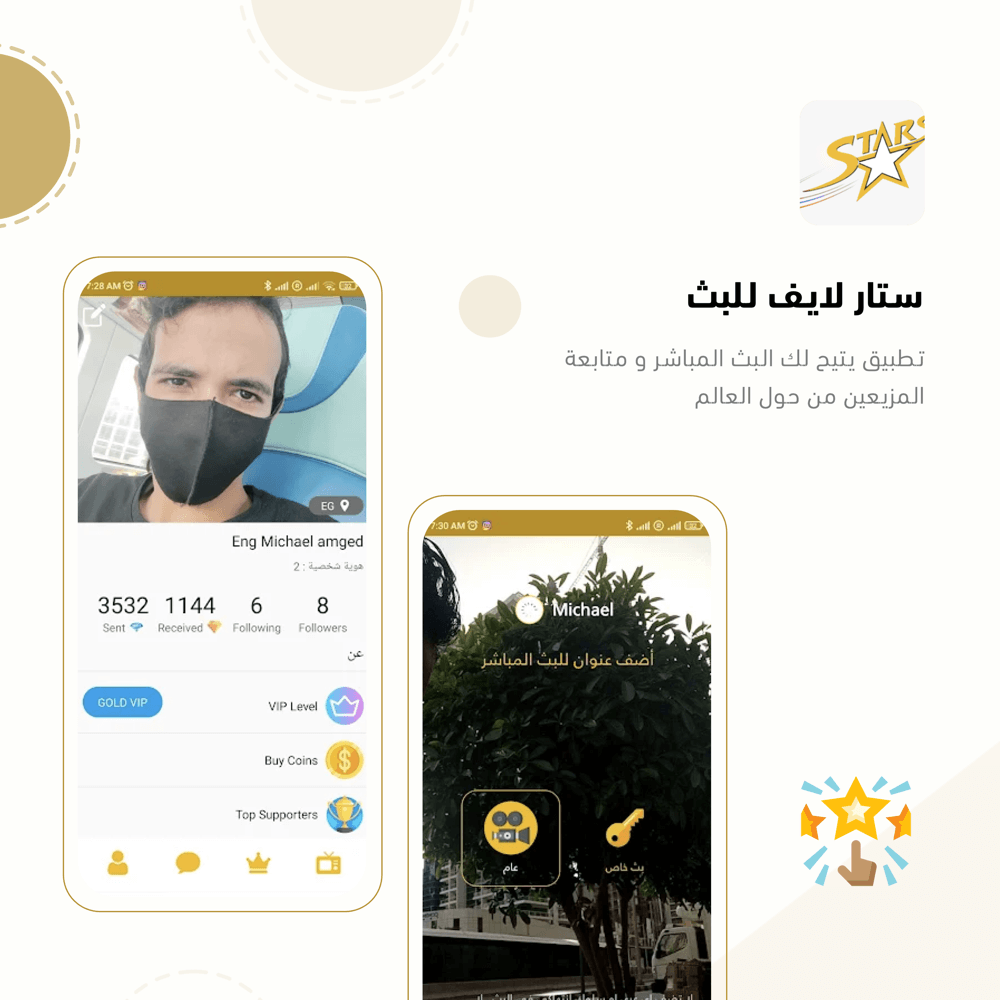 STARS
ستار لايف للبث
تطبيق يتيح لك البث المباشر و متابعة
المزيعين من حول العالم
7:28 AM
EG
Eng Michael amged
هوية شخصية : 2
3532 1144 6 8
Sent Received Following Followers
عن
GOLD VIP VIP Level
Buy Coins
Top Supporters
7:30 AM
Michael
أضف عنوان للبث المباشر
عام بث خاص